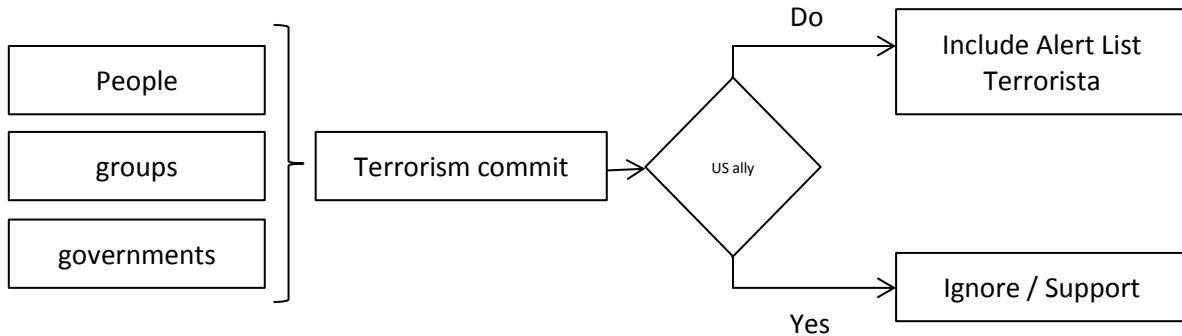 People
groups
governments
Terrorism commit
US ally
Do
Include Alert List
Terrorista
Yes
Ignore / Support